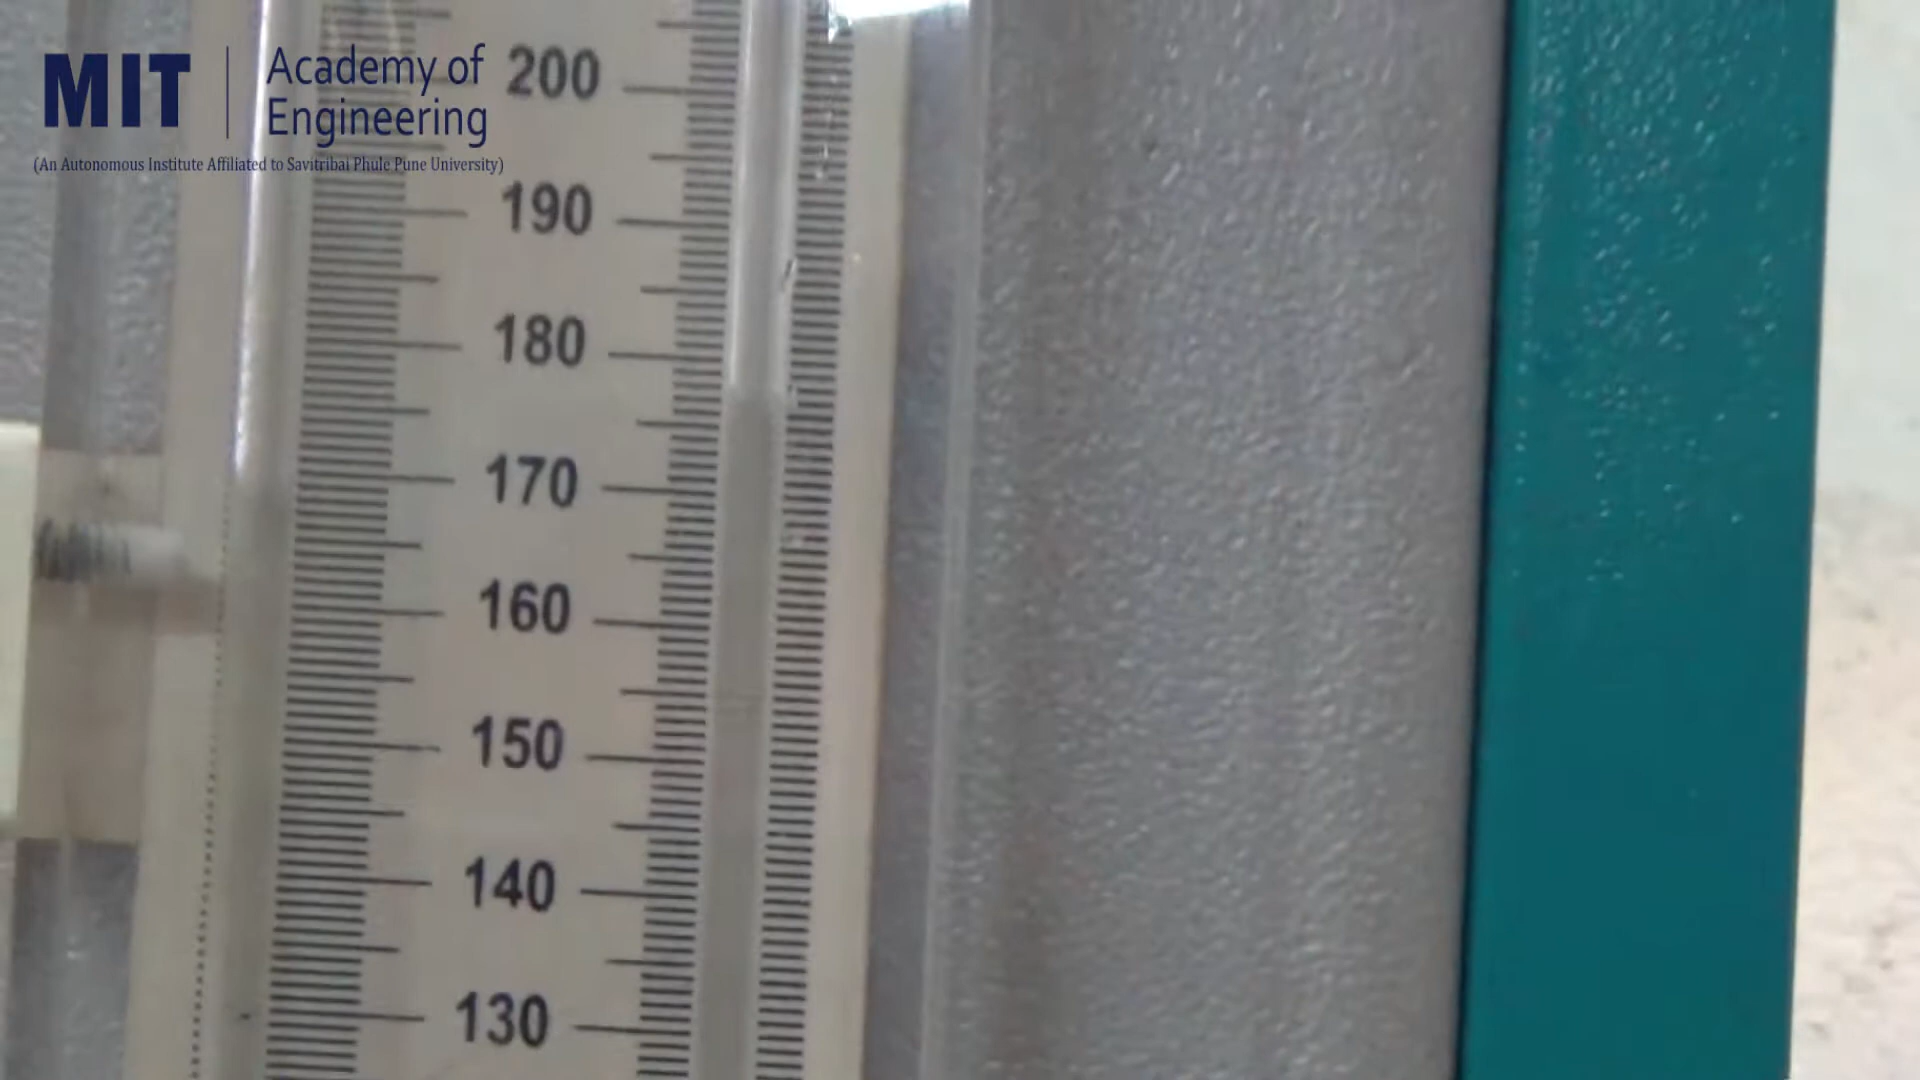 MIT
Academy of
Engineering
(An Autonomous Institute Affiliated to Savitribai Phule Pune University)
200
190
180
170
160
150
140
130